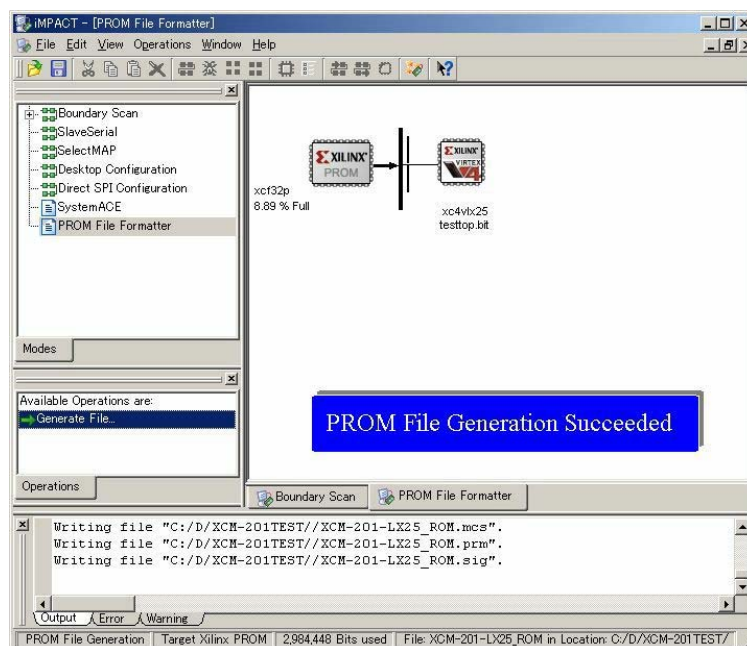 iMPACT - [PROM File Formatter]
File Edit View Operations Window Help
Boundary Scan
SlaveSerial
SelectMAP
Desktop Configuration
Direct SPI Configuration
SystemACE
PROM File Formatter
Modes
Available Operations are:
Generate File...
Operations
XILINX
PROM
xcf32p
8.89 % Full
XILINX
VIRTEX
4
xc4vlx25
testtop.bit
PROM File Generation Succeeded
Boundary Scan
PROM File Formatter
Writing file "C:/D/XCM-201TEST//XCM-201-LX25_ROM.mcs".
Writing file "C:/D/XCM-201TEST//XCM-201-LX25_ROM.prm".
Writing file "C:/D/XCM-201TEST//XCM-201-LX25_ROM.sig".
Output Error Warning
PROM File Generation Target Xilinx PROM 2,984,448 Bits used File: XCM-201-LX25_ROM in Location: C:/D/XCM-201TEST/